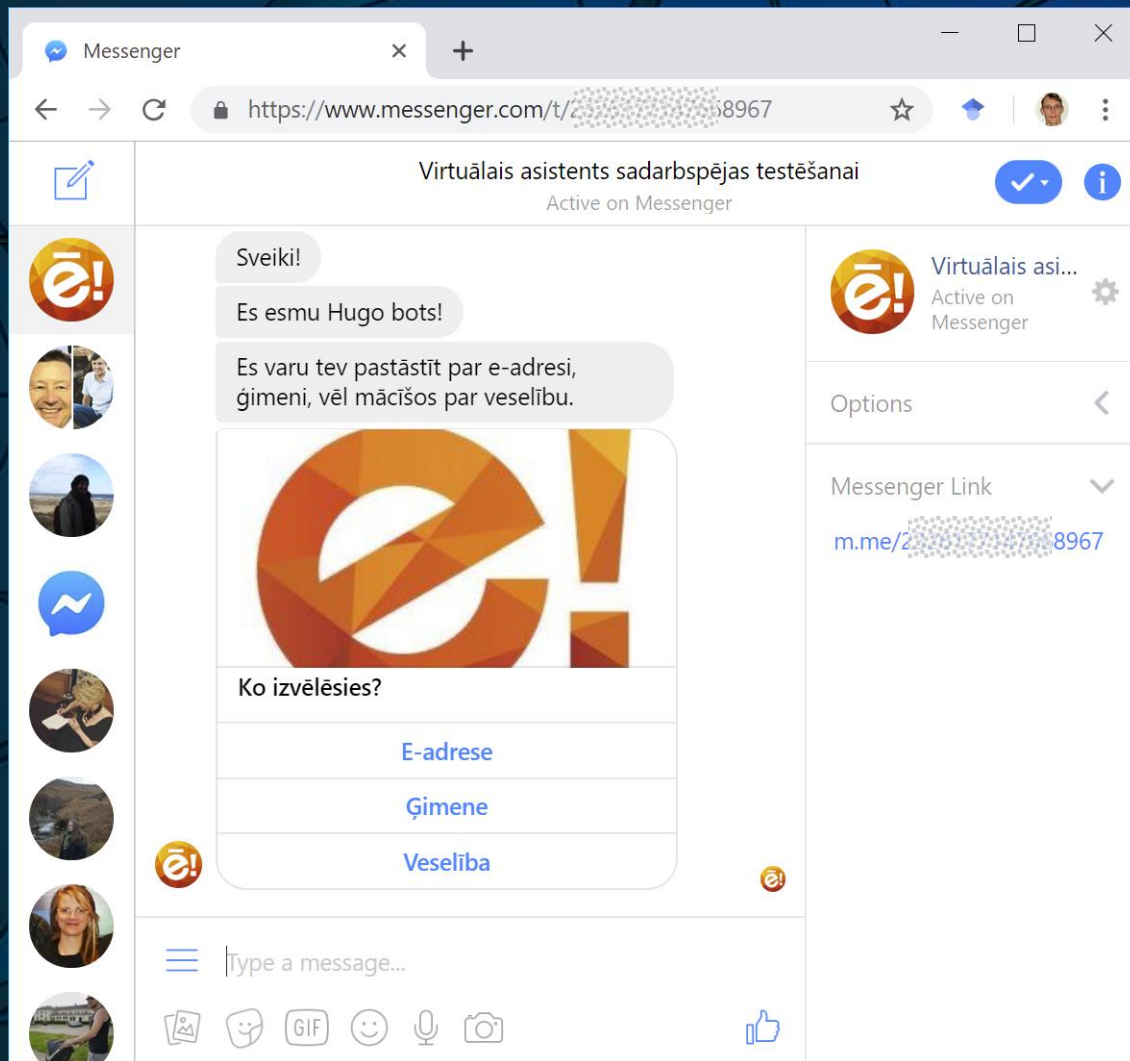 Messenger
https://www.messenger.com/t/2 8967
Virtuālais asistents sadarbspējas testēšanai
Active on Messenger
Sveiki!
Es esmu Hugo bots!
Es varu tev pastāstīt par e-adresi,
ģimeni, vēl mācīšos par veselību.
ē!
Ko izvēlēsies?
E-adrese
Ģimene
Veselība
Type a message...
GIF
ē!
Virtuālais asi...
Active on
Messenger
Options
Messenger Link
m.me/2 8967